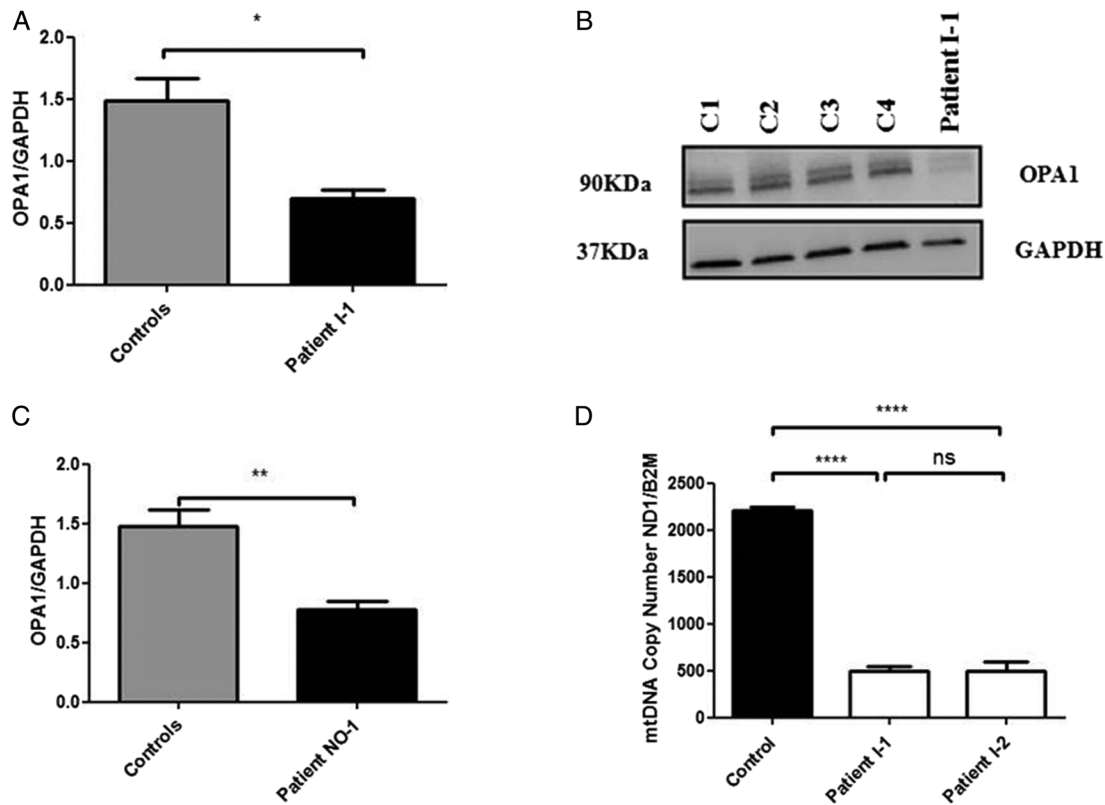 A
*
OPA1/GAPDH
2.0
1.5
1.0
0.5
0.0
Controls
Patient I-1
B
C1
C2
C3
C4
Patient I-1
90KDa
OPA1
37KDa
GAPDH
C
**
OPA1/GAPDH
2.0
1.5
1.0
0.5
0.0
Controls
Patient NO-1
D
****
****
ns
mtDNA Copy Number ND1/B2M
2500
2000
1500
1000
500
0
Control
Patient I-1
Patient I-2